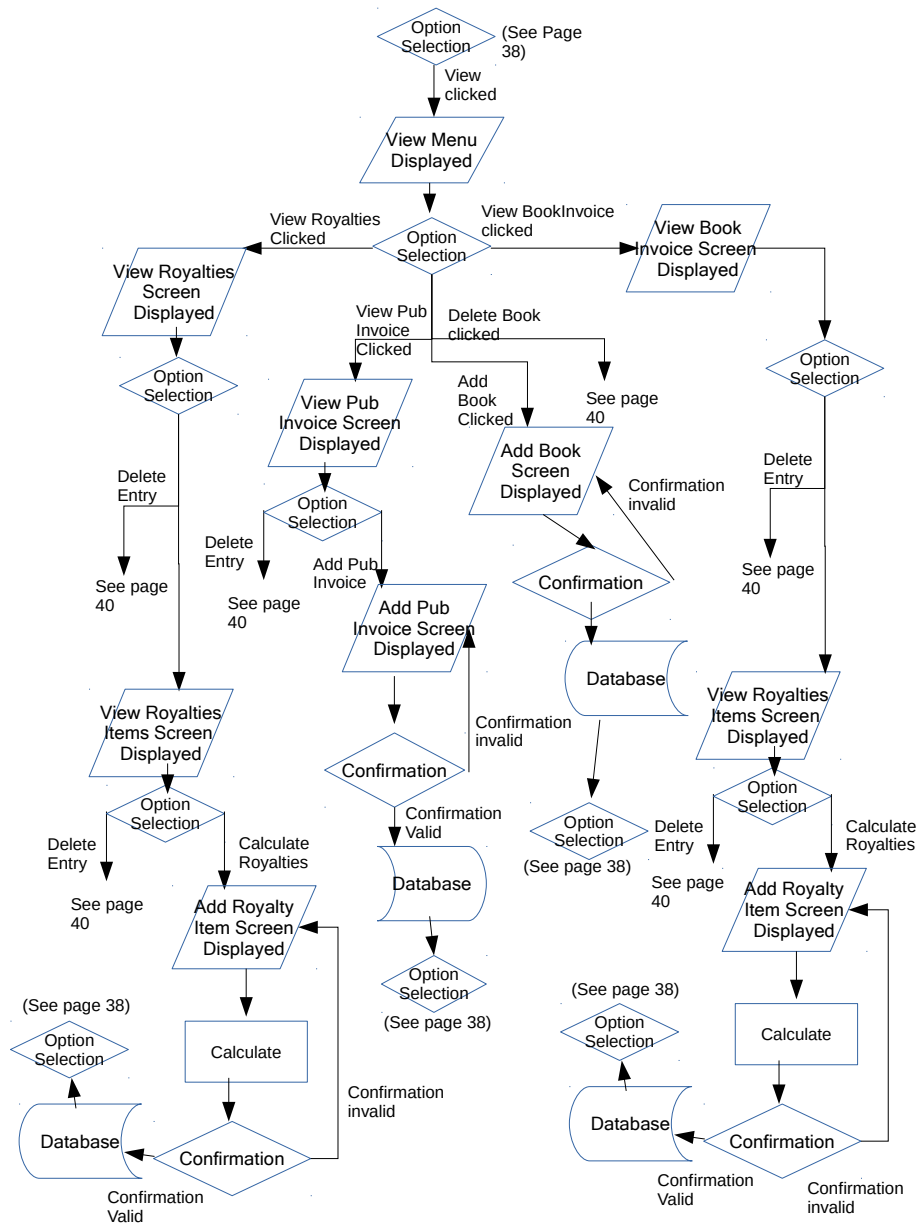 Option
Selection
(See Page
38)
View
clicked
View Menu
Displayed
View Royalties
Clicked
Option
Selection
View BookInvoice
clicked
View Book
Invoice Screen
Displayed
View Royalties
Screen
Displayed
View Pub
Invoice
Clicked
Delete Book
clicked
Option
Selection
Option
Selection
Add
Book
Clicked
See page
40
View Pub
Invoice Screen
Displayed
Add Book
Screen
Displayed
Delete
Entry
Option
Selection
Confirmation
invalid
Delete
Entry
Delete
Entry
Add Pub
Invoice
See page
40
See page
40
Confirmation
See page
40
Add Pub
Invoice Screen
Displayed
Database
View Royalties
Items Screen
Displayed
Confirmation
invalid
View Royalties
Items Screen
Displayed
Confirmation
Option
Selection
Option
Selection
Confirmation
Valid
Option
Selection
(See page 38)
Delete
Entry
Calculate
Royalties
Delete
Entry
Calculate
Royalties
See page
40
Database
See page
40
Add Royalty
Item Screen
Displayed
Add Royalty
Item Screen
Displayed
Option
Selection
(See page 38)
(See page 38)
Option
Selection
Calculate
(See page 38)
Option
Selection
Calculate
Confirmation
invalid
Database
Confirmation
Confirmation
Valid
Database
Confirmation
Confirmation
Valid
Confirmation
invalid